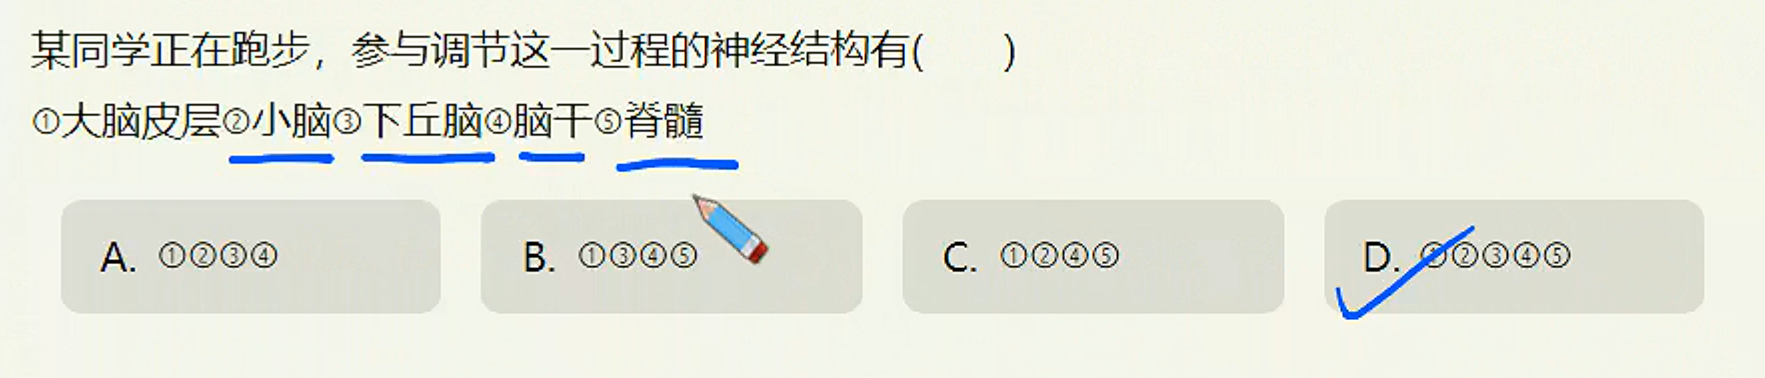 某同学正在跑步，参与调节这一过程的神经结构有(　　)
①大脑皮层②小脑③下丘脑④脑干⑤脊髓
A. ①②③④ B. ①③④⑤ C. ①②④⑤ D. ①②③④⑤